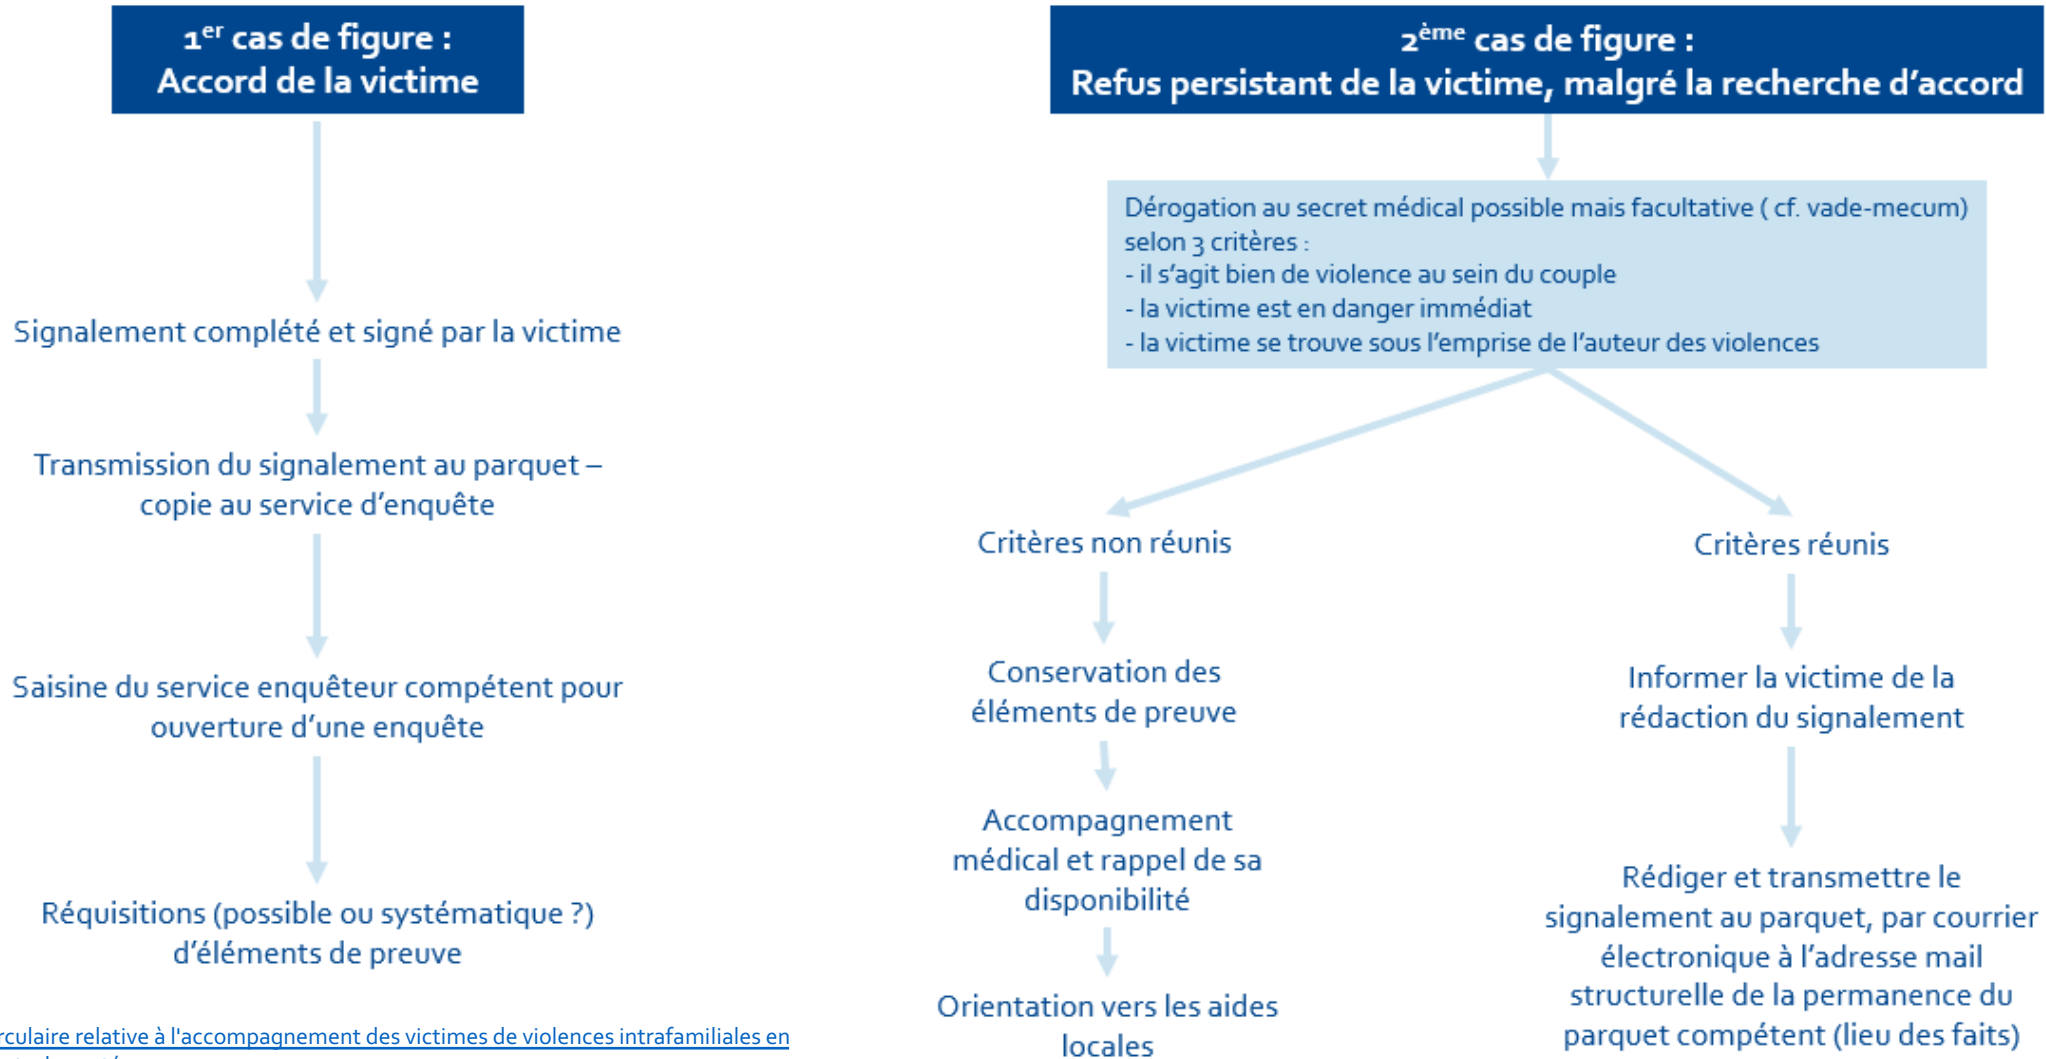 1er cas de figure :
Accord de la victime
Signalement complété et signé par la victime
Transmission du signalement au parquet –
copie au service d'enquête
Saisine du service enquêteur compétent pour
ouverture d'une enquête
Réquisitions (possible ou systématique ?)
d'éléments de preuve
relative à l'accompagnement des victimes de violences intrafamiliales en
2ème cas de figure :
Refus persistant de la victime, malgré la recherche d'accord
Dérogation au secret médical possible mais facultative ( cf. vade-mecum)
selon 3 critères :
- il s'agit bien de violence au sein du couple
- la victime est en danger immédiat
- la victime se trouve sous l'emprise de l'auteur des violences
Critères non réunis
Conservation des
éléments de preuve
Accompagnement
médical et rappel de sa
disponibilité
Orientation vers les aides
locales
Critères réunis
Informer la victime de la
rédaction du signalement
Rédiger et transmettre le
signalement au parquet, par courrier
électronique à l'adresse mail
structurelle de la permanence du
parquet compétent (lieu des faits)